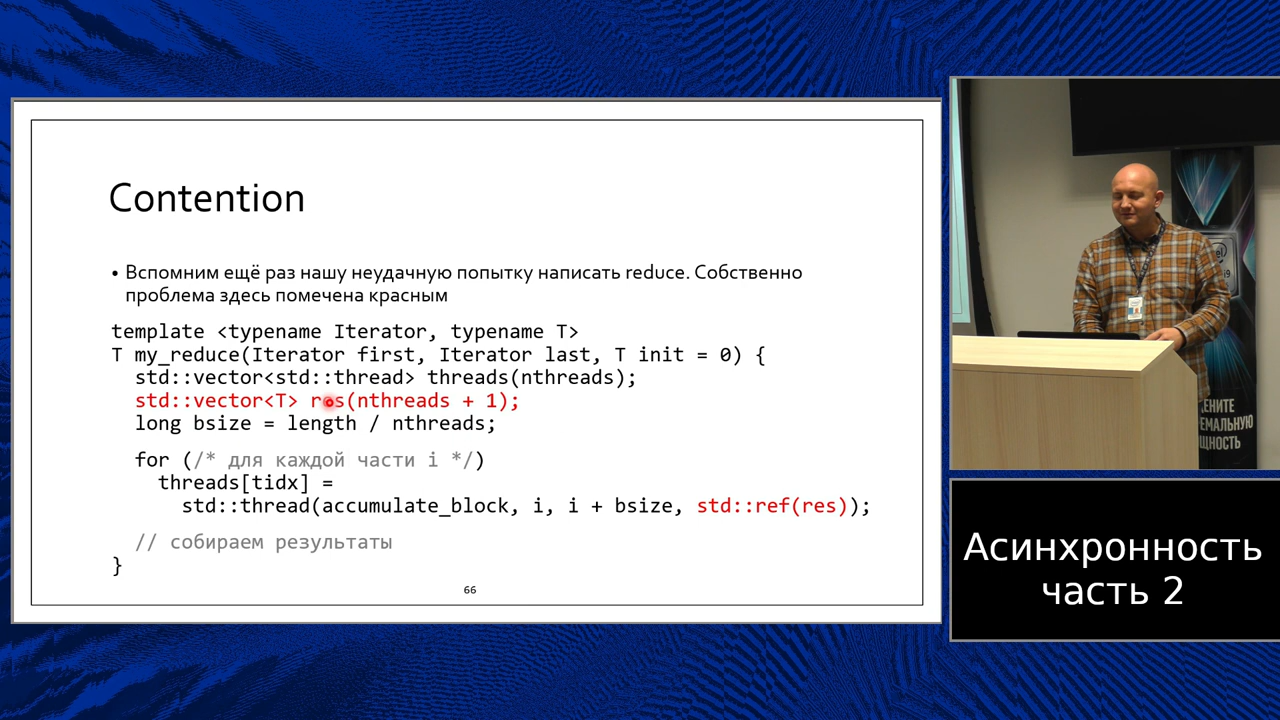 Contention
• Вспомним ещё раз нашу неудачную попытку написать reduce. Собственно
проблема здесь помечена красным
template <typename Iterator, typename T>
T my_reduce(Iterator first, Iterator last, T init = 0) {
std::vector<std::thread> threads(nthreads);
std::vector<T> res(nthreads + 1);
long bsize = length / nthreads;
for (/* для каждой части i */)
threads[tidx] =
std::thread(accumulate_block, i, i + bsize, std::ref(res));
// собираем результаты
}
66
Асинхронность
часть 2